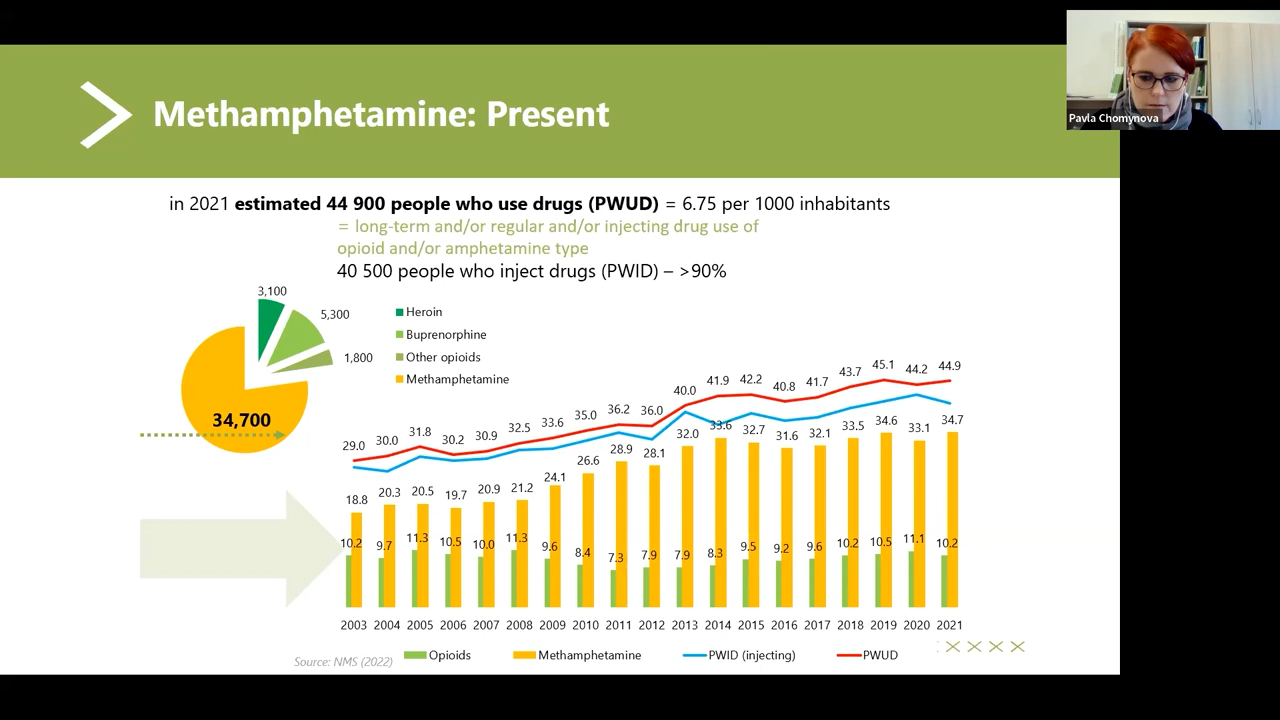 Pavla Chomynova
Methamphetamine: Present
in 2021 estimated 44 900 people who use drugs (PWUD) = 6.75 per 1000 inhabitants
= long-term and/or regular and/or injecting drug use of
opioid and/or amphetamine type
40 500 people who inject drugs (PWID) – >90%
3,100
5,300
1,800
34,700
Heroin
Buprenorphine
Other opioids
Methamphetamine
29.0 30.0 31.8 30.2 30.9 32.5 33.6 35.0 36.2 36.0 40.0 41.9 42.2 40.8 41.7 43.7 45.1 44.2 44.9
18.8 20.3 20.5 19.7 20.9 21.2 24.1 26.6 28.9 28.1 32.0 33.6 32.7 31.6 32.1 33.5 34.6 33.1 34.7
10.2 9.7 11.3 10.5 10.0 11.3 9.6 8.4 7.3 7.9 7.9 8.3 9.5 9.2 9.6 10.2 10.5 11.1 10.2
2003 2004 2005 2006 2007 2008 2009 2010 2011 2012 2013 2014 2015 2016 2017 2018 2019 2020 2021
Opioids Methamphetamine PWID (injecting) PWUD
Source: NMS (2022)